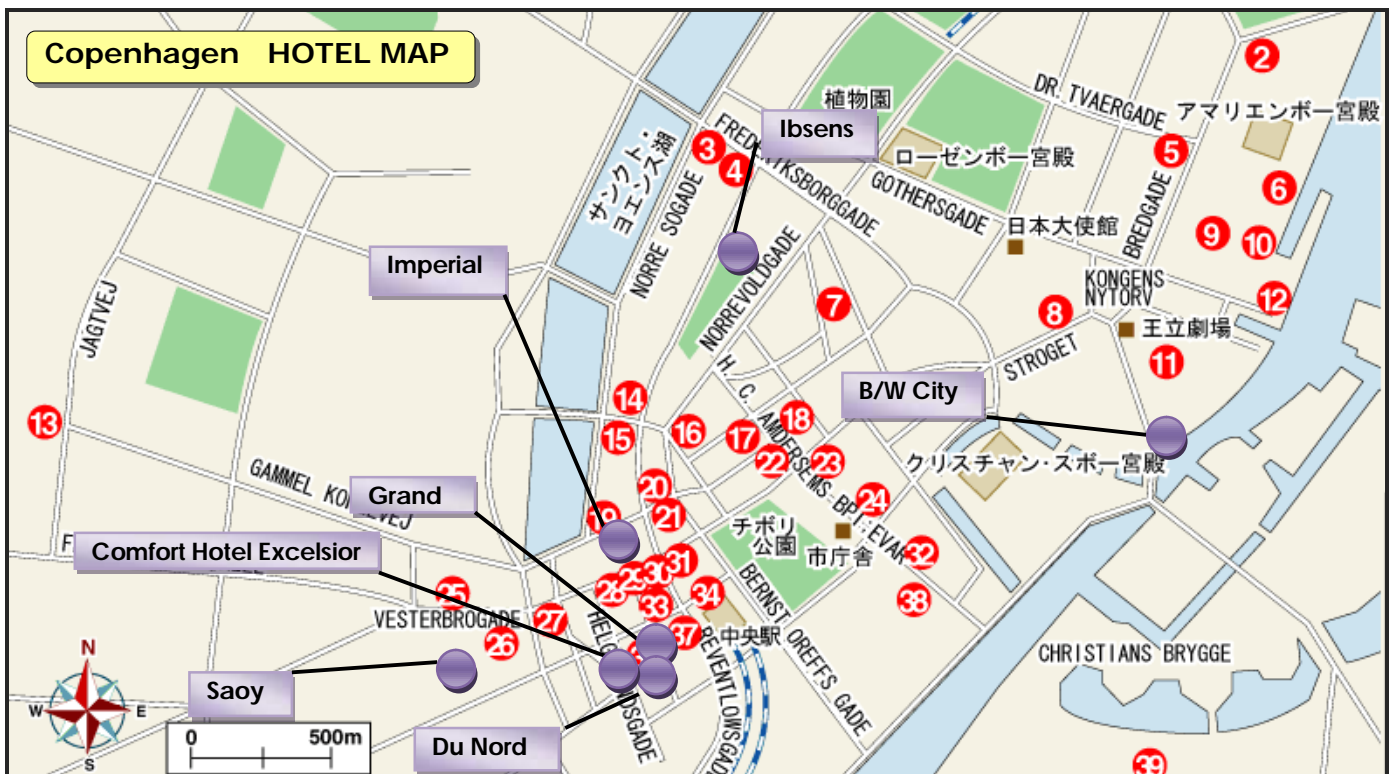 Copenhagen HOTEL MAP
2
植物園
DR. TVAERGADE
アマリエンボー宮殿
Ibsens
FREDERIKSBORGGADE
3
4
5
ローゼンボー宮殿
サンクト・
ヨエンス湖
GOTHERSGADE
6
NORRE SOGADE
BREDGADE
日本大使館
9
10
Imperial
NORREVOLDGADE
KONGENS
NYTORV
12
7
8
JAGTVEJ
王立劇場
STROGET
11
H. C. AMDERSEMS
B/W City
14
13
15
16
17
18
22
23
クリスチャン・スボー宮殿
GAMMEL
Grand
20
24
19
21
チボリ
公園
市庁舎
32
Comfort Hotel Excelsior
31
30
29
28
25
34
38
33
VESTERBROGADE
27
BERNST OREFFS GADE
26
37
中央駅
CHRISTIANS BRYGGE
N
W
E
S
Saoy
REVENTLOWSGADE
0
500m
Du Nord
39